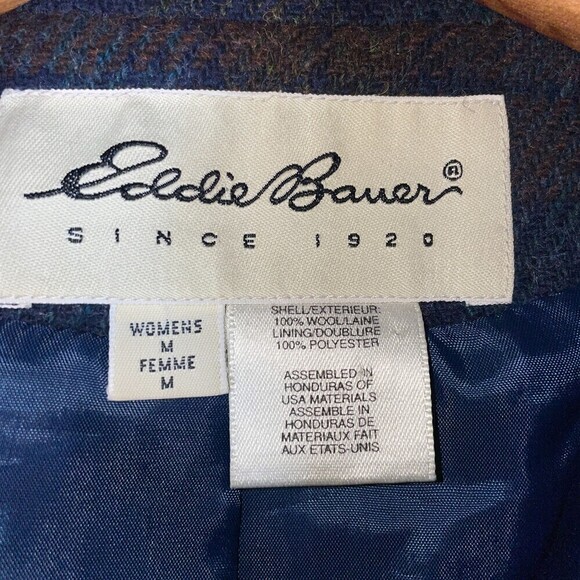 Eddie Bauer®
SINCE 1920
WOMENS
M
FEMME
M
SHELL/EXTERIEUR:
100% WOOL/LAINE
LINING/DOUBLURE
100% POLYESTER
ASSEMBLED IN
HONDURAS OF
USA MATERIALS
ASSEMBLE IN
HONDURAS DE
MATERIAUX FAIT
AUX ETATS-UNIS